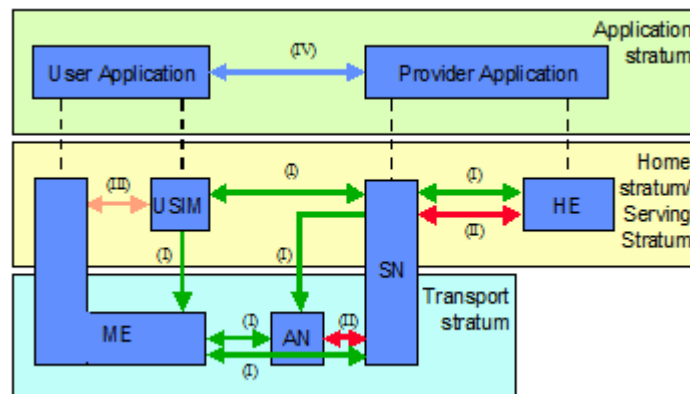 Application
stratum
(IV)
User Application
Provider Application
(III)
(I)
(I)
Home
stratum/
Serving
Stratum
USIM
HE
(II)
(I)
(I)
SN
Transport
stratum
ME
(I)
AN
(II)
(I)